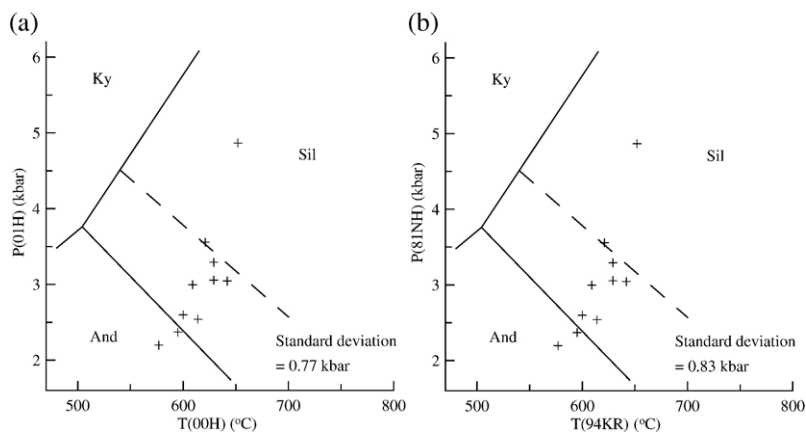 (a)
6
5
4
3
2
P(01H) (kbar)
Ky
Sil
And
Standard deviation
= 0.77 kbar
500
600
700
800
T(00H) (°C)
(b)
6
5
4
3
2
P(81NH) (kbar)
Ky
Sil
And
Standard deviation
= 0.83 kbar
500
600
700
800
T(94KR) (°C)